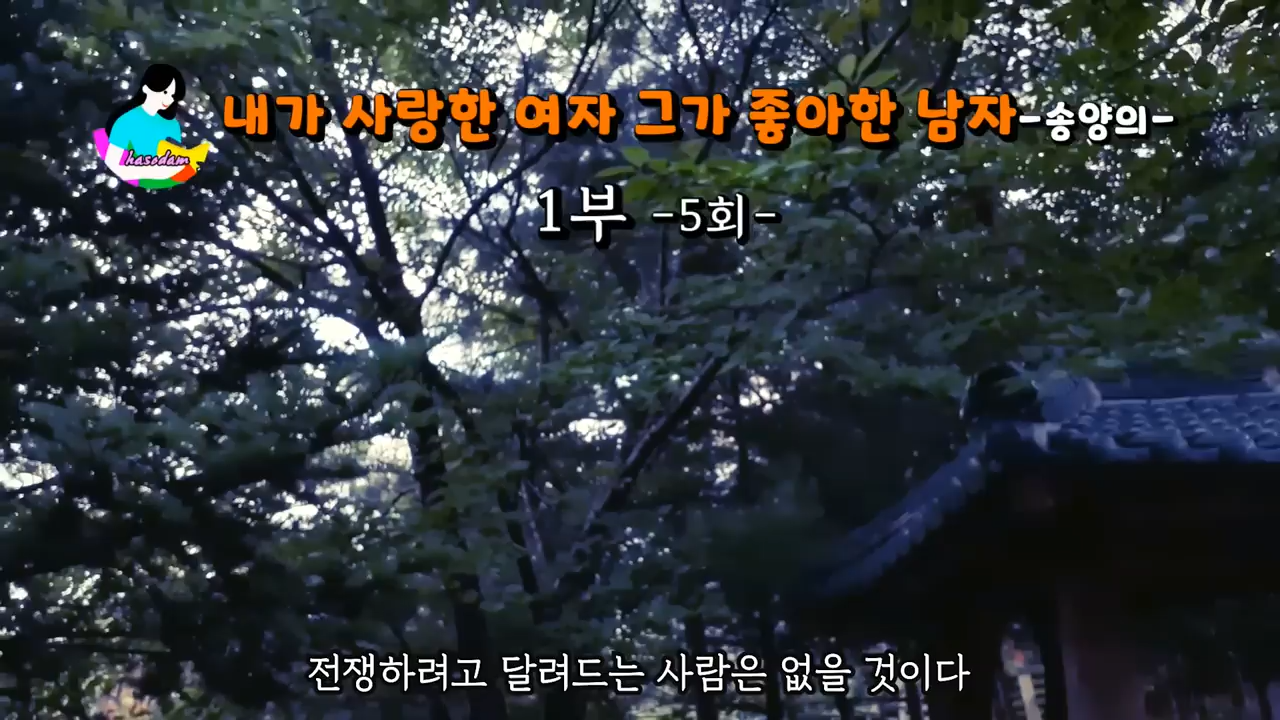 내가 사랑한 여자 그가 좋아한 남자-송양의-
hasodam
1부 -5회-
전쟁하려고 달려드는 사람은 없을 것이다